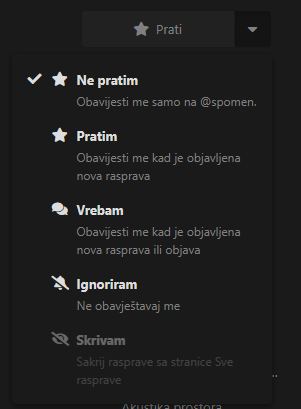 Prati
Ne pratim
Obavijesti me samo na @spomen.
Pratim
Obavijesti me kad je objavljena
nova rasprava
Vrebam
Obavijesti me kad je objavljena
nova rasprava ili objava
Ignoriram
Ne obavještavaj me
Skrivam
Sakrij rasprave sa stranice Sve
rasprave
Akustika prostora